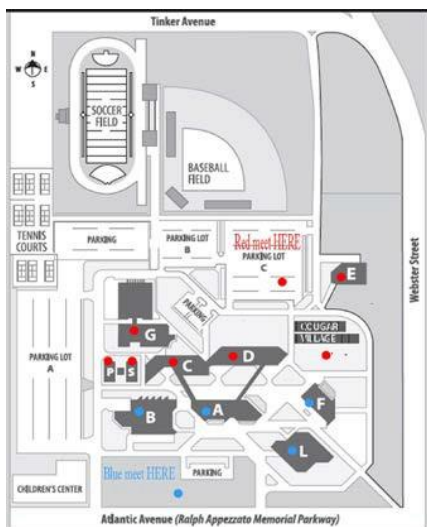 Tinker Avenue
N
W E
S
SOCCER
FIELD
BASEBALL
FIELD
TENNIS
COURTS
PARKING
PARKING LOT
B
Red meet HERE
PARKING LOT
C
E
Webster Street
PARKING
G
COUGAR
VILLAGE
PARKING LOT
A
P
S
C
D
B
A
F
L
Blue meet HERE
PARKING
CHILDREN'S CENTER
Atlantic Avenue (Ralph Appezzato Memorial Parkway)